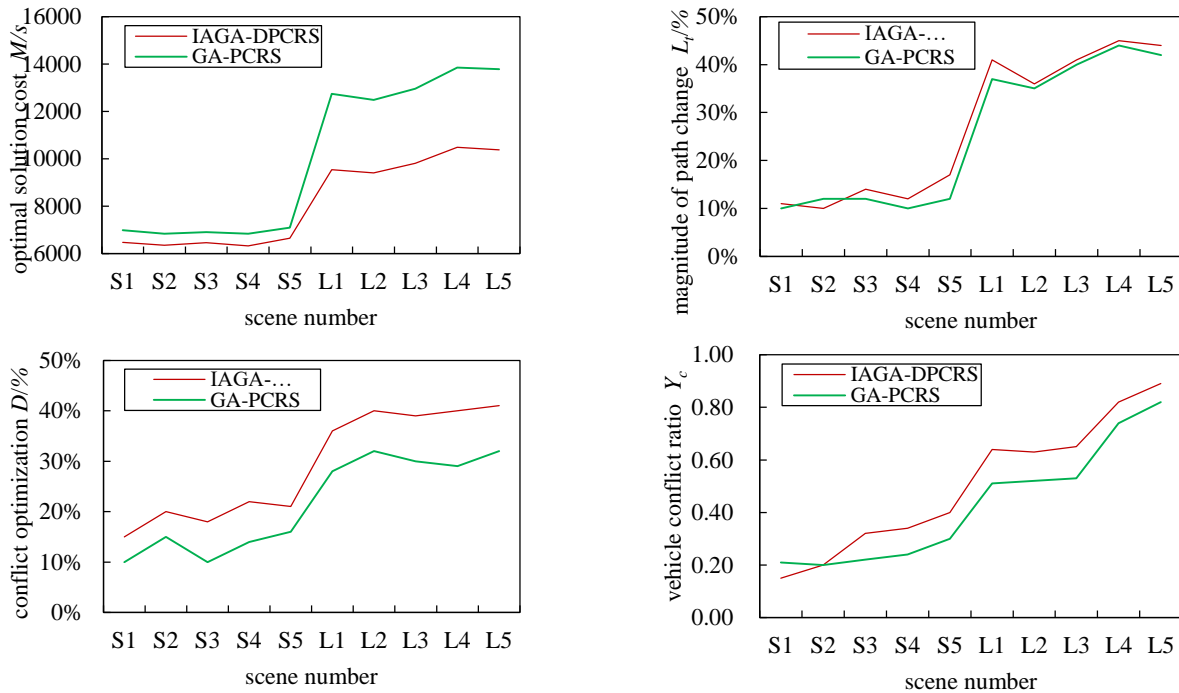 optimal solution cost M/s
16000
14000
12000
10000
8000
6000
IAGA-DPCRS
GA-PCRS
S1 S2 S3 S4 S5 L1 L2 L3 L4 L5
scene number
magnitude of path change Lt/%
50%
40%
30%
20%
10%
0%
IAGA-…
GA-PCRS
S1 S2 S3 S4 S5 L1 L2 L3 L4 L5
scene number
conflict optimization D/%
50%
40%
30%
20%
10%
0%
IAGA-…
GA-PCRS
S1 S2 S3 S4 S5 L1 L2 L3 L4 L5
scene number
vehicle conflict ratio Yc
1.00
0.80
0.60
0.40
0.20
0.00
IAGA-DPCRS
GA-PCRS
S1 S2 S3 S4 S5 L1 L2 L3 L4 L5
scene number